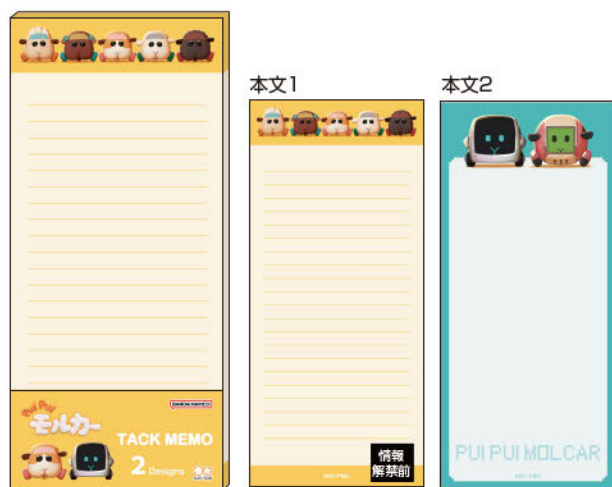 本文1
本文2
PUI PUI
モルカー
BANDAI NAMCO
TACK MEMO
2 Designs
情報
解禁前
PUI PUI MOLCAR